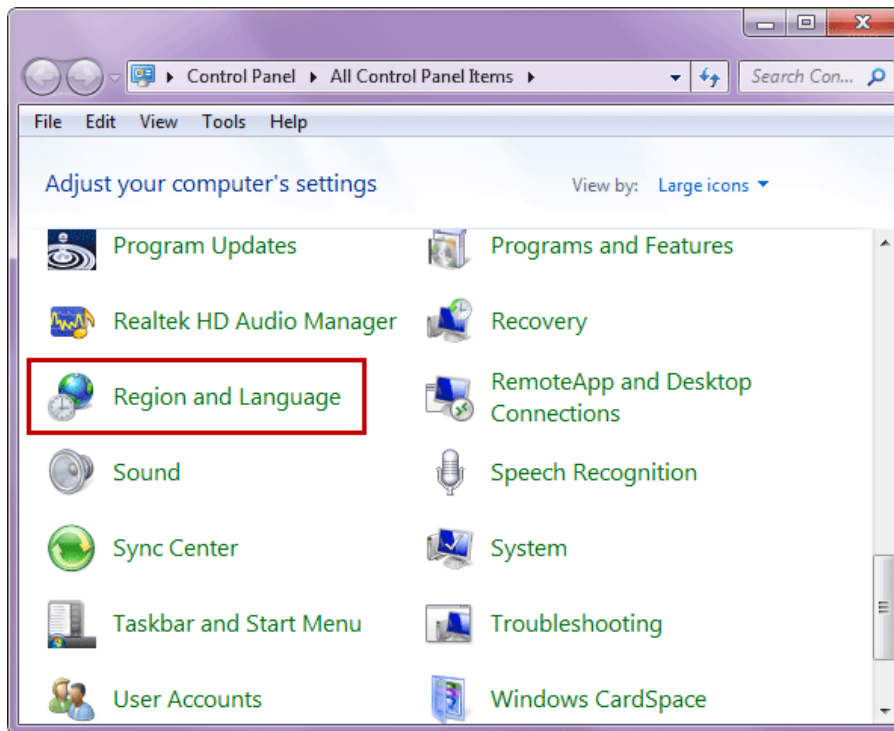 Control Panel All Control Panel Items Search Con...
File Edit View Tools Help
Adjust your computer's settings View by: Large icons
Program Updates Programs and Features
Realtek HD Audio Manager Recovery
Region and Language RemoteApp and Desktop
Connections
Sound Speech Recognition
Sync Center System
Taskbar and Start Menu Troubleshooting
User Accounts Windows CardSpace